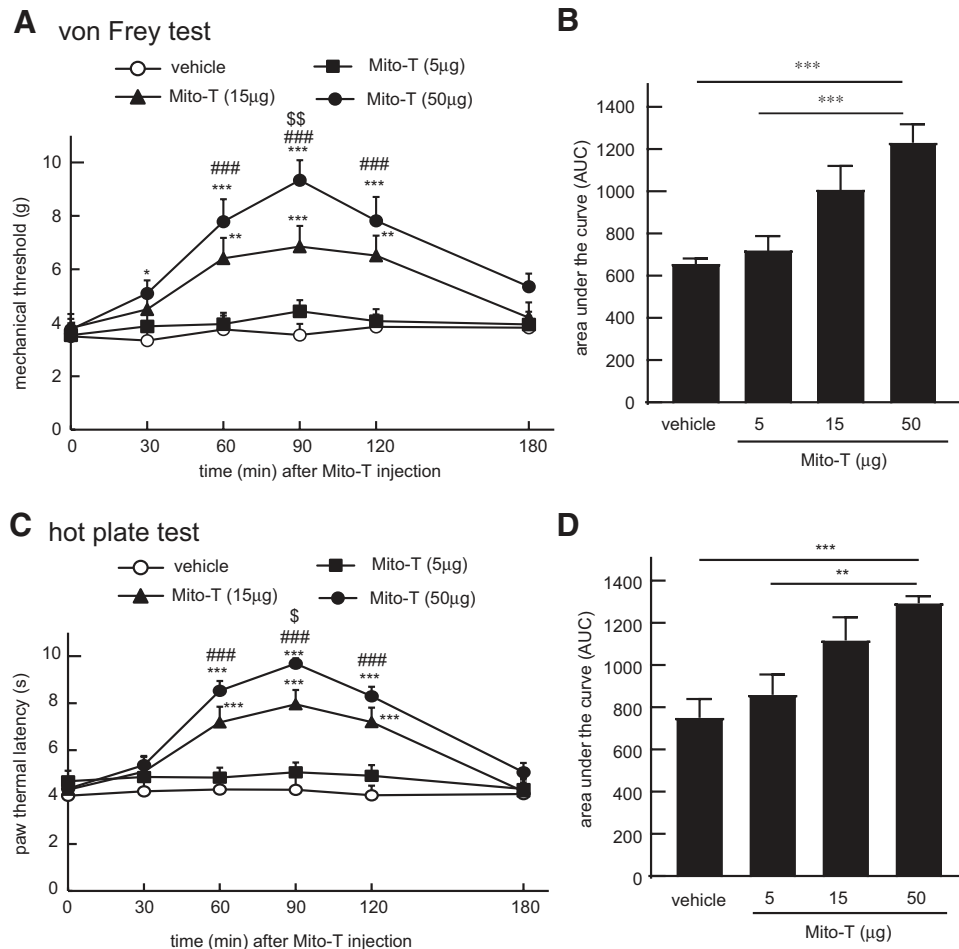 A von Frey test
vehicle
Mito-T (5μg)
Mito-T (15μg)
Mito-T (50μg)
mechanical threshold (g)
10
8
6
4
2
0
$$
###
***
###
***
###
***
***
**
**
*
0 30 60 90 120 180
time (min) after Mito-T injection
B
***
***
area under the curve (AUC)
1400
1200
1000
800
600
400
200
0
vehicle 5 15 50
Mito-T (μg)
C hot plate test
vehicle
Mito-T (5μg)
Mito-T (15μg)
Mito-T (50μg)
paw thermal latency (s)
10
8
6
4
2
0
$
###
***
###
***
###
***
***
***
***
0 30 60 90 120 180
time (min) after Mito-T injection
D
***
**
area under the curve (AUC)
1400
1200
1000
800
600
400
200
0
vehicle 5 15 50
Mito-T (μg)